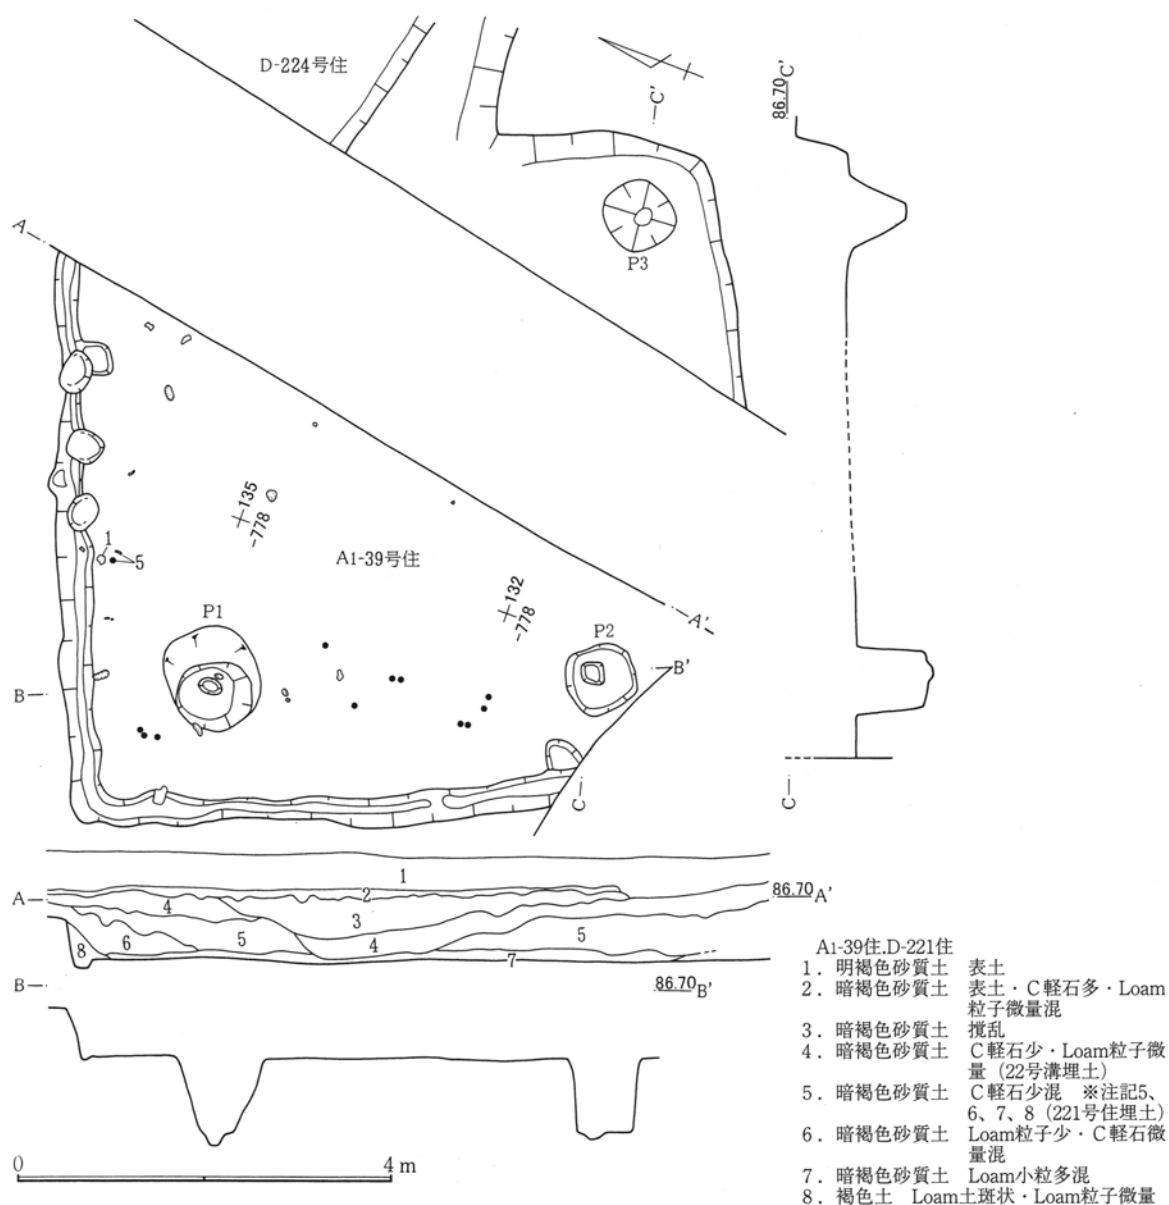 D-224号住
86.70 C'
C'
A
P3
135
-778
1
5
A1-39号住
132
-778
P1
P2
A'
B
B'
C
C
1
A
2
86.70
A'
4
3
5
5
6
4
8
7
B
86.70 B'
0
4 m
A1-39住.D-221住
1．明褐色砂質土　表土
2．暗褐色砂質土　表土・C軽石多・Loam
粒子微量混
3．暗褐色砂質土　撹乱
4．暗褐色砂質土　C軽石少・Loam粒子微
量（22号溝埋土）
5．暗褐色砂質土　C軽石少混　※注記5、
6、7、8（221号住埋土）
6．暗褐色砂質土　Loam粒子少・C軽石微
量混
7．暗褐色砂質土　Loam小粒多混
8．褐色土　Loam土斑状・Loam粒子微量